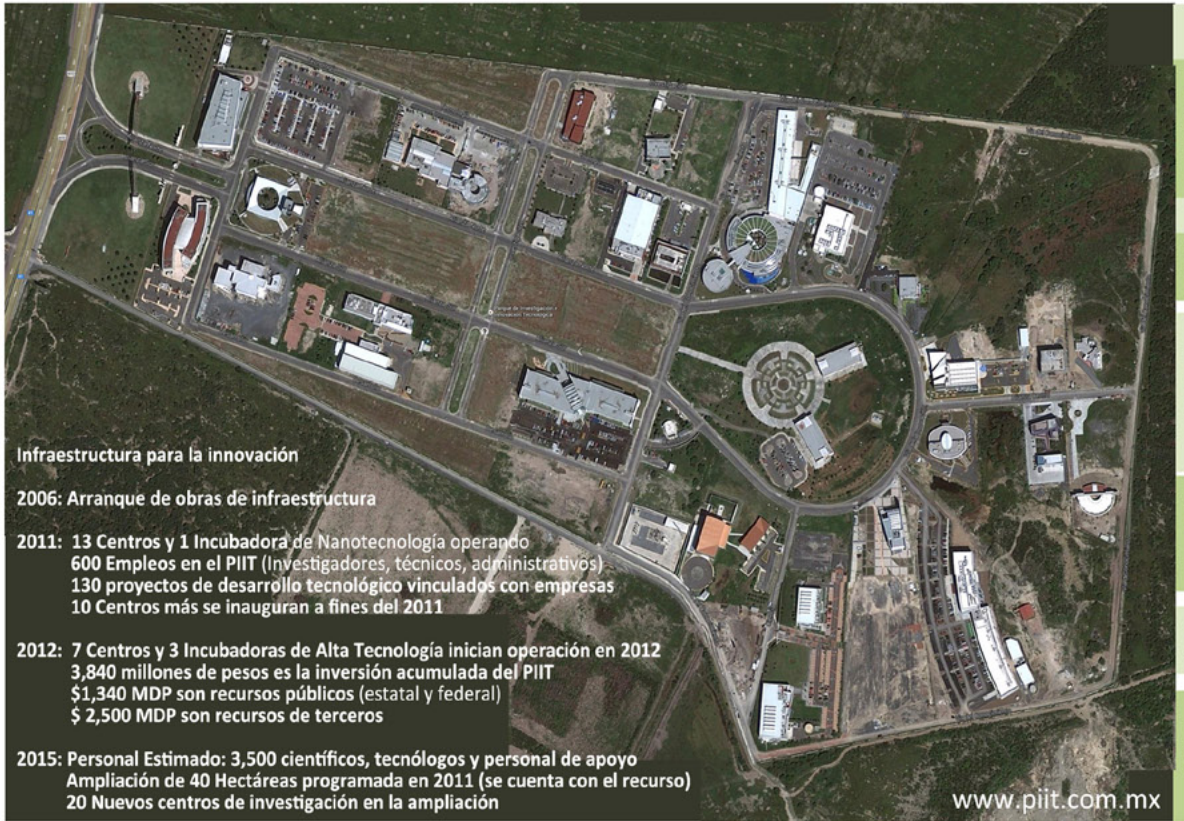 Parque de Investigación e
Innovación Tecnológica
Infraestructura para la innovación
2006: Arranque de obras de infraestructura
2011: 13 Centros y 1 Incubadora de Nanotecnología operando
600 Empleos en el PIIT (Investigadores, técnicos, administrativos)
130 proyectos de desarrollo tecnológico vinculados con empresas
10 Centros más se inauguran a fines del 2011
2012: 7 Centros y 3 Incubadoras de Alta Tecnología inician operación en 2012
3,840 millones de pesos es la inversión acumulada del PIIT
$1,340 MDP son recursos públicos (estatal y federal)
$ 2,500 MDP son recursos de terceros
2015: Personal Estimado: 3,500 científicos, tecnólogos y personal de apoyo
Ampliación de 40 Hectáreas programada en 2011 (se cuenta con el recurso)
20 Nuevos centros de investigación en la ampliación
www.piit.com.mx